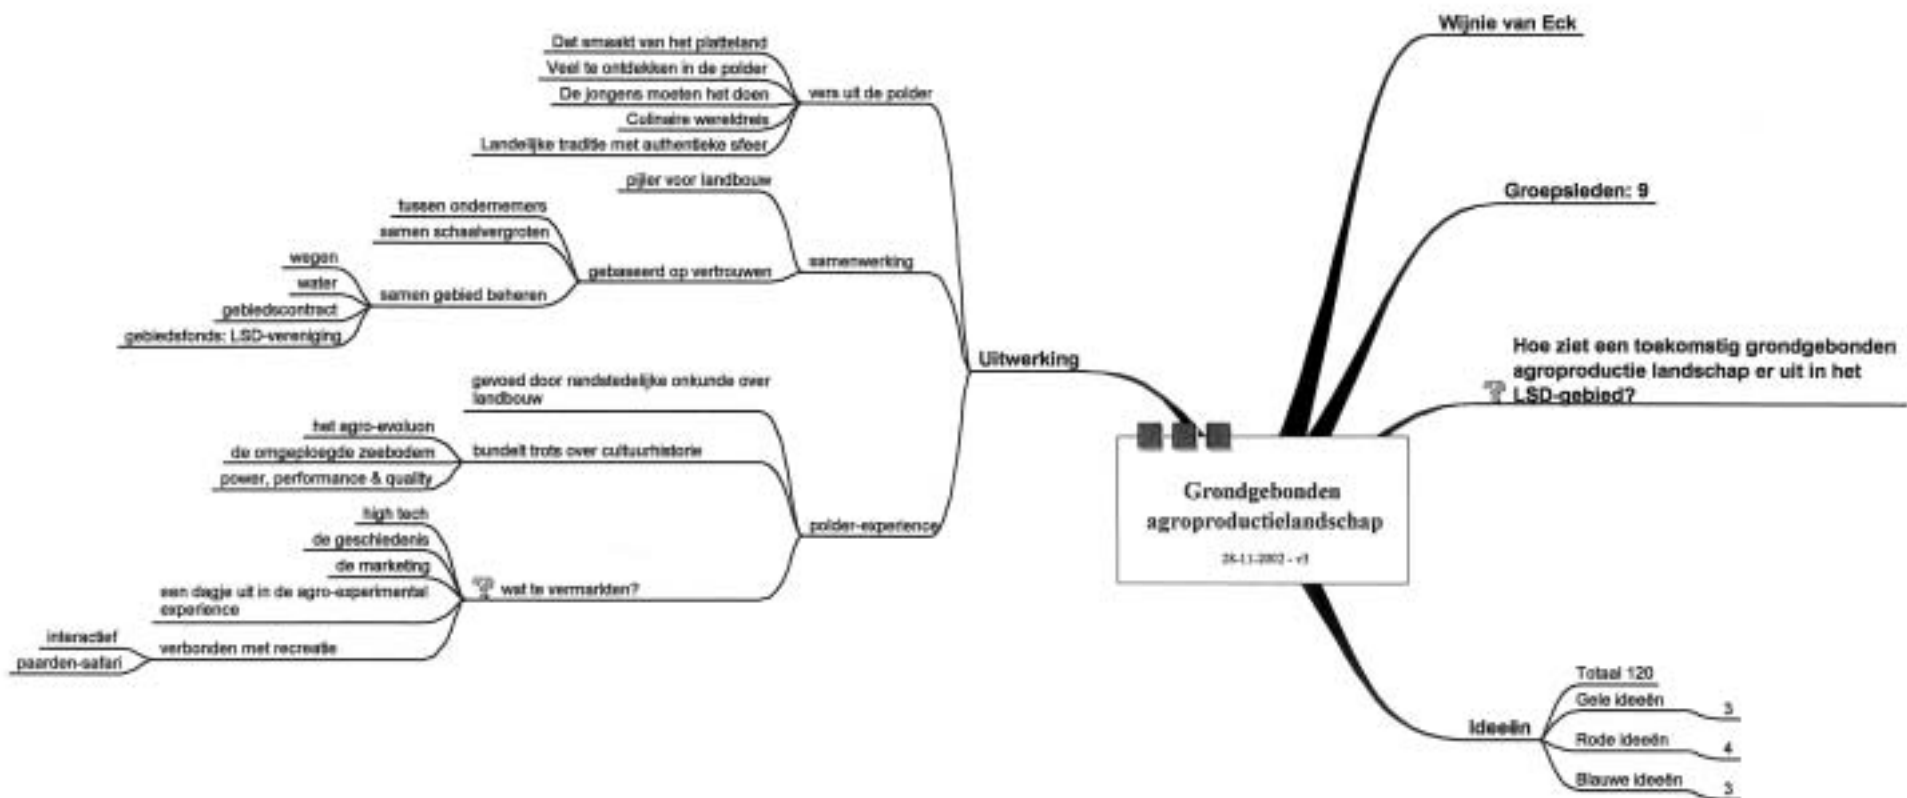 Wijnie van Eck
Groepsleden: 9
Hoe ziet een toekomstig grondgebonden
agroproductie landschap er uit in het
LSD-gebied?
Grondgebonden
agroproductielandschap
28-11-2002 - v3
Ideeën
Totaal 120
Gele ideeën
3
Rode ideeën
4
Blauwe ideeën
3
Uitwerking
vers uit de polder
Dat smaakt van het platteland
Veel te ontdekken in de polder
De jongens moeten het doen
Culinaire wereldreis
Landelijke traditie met authentieke sfeer
samenwerking
pijler voor landbouw
gebaseerd op vertrouwen
tussen ondernemers
samen schaalvergroten
samen gebied beheren
wegen
water
gebiedscontract
gebiedsfonds: LSD-vereniging
polder-experience
gevoed door randstedelijke onkunde over
landbouw
bundelt trots over cultuurhistorie
het agro-evoluon
de omgeploegde zeebodem
power, performance & quality
wat te vermarkten?
high tech
de geschiedenis
de marketing
een dagje uit in de agro-experimental
experience
verbonden met recreatie
interactief
paarden-safari